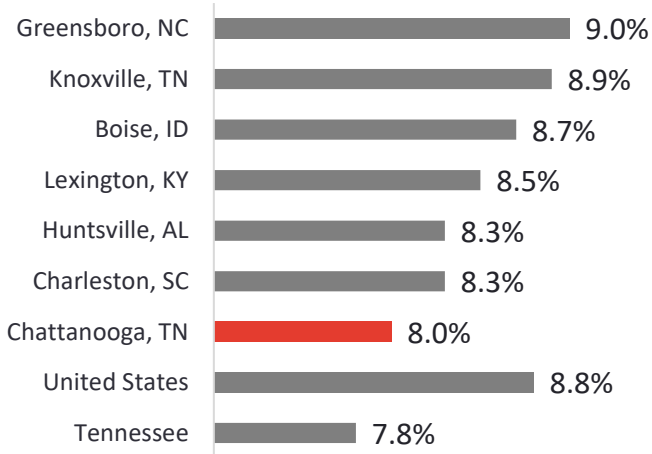 Greensboro, NC 9.0%
Knoxville, TN 8.9%
Boise, ID 8.7%
Lexington, KY 8.5%
Huntsville, AL 8.3%
Charleston, SC 8.3%
Chattanooga, TN 8.0%
United States 8.8%
Tennessee 7.8%